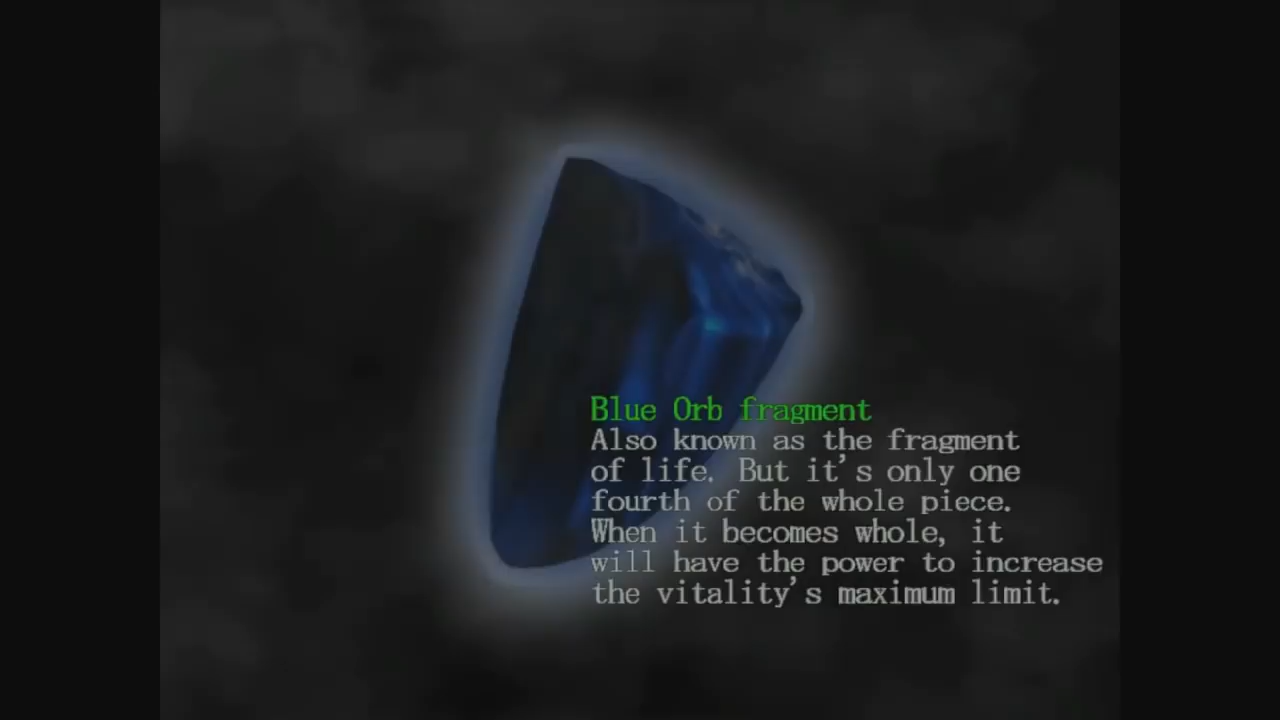 Blue Orb fragment
Also known as the fragment
of life. But it's only one
fourth of the whole piece.
When it becomes whole, it
will have the power to increase
the vitality's maximum limit.